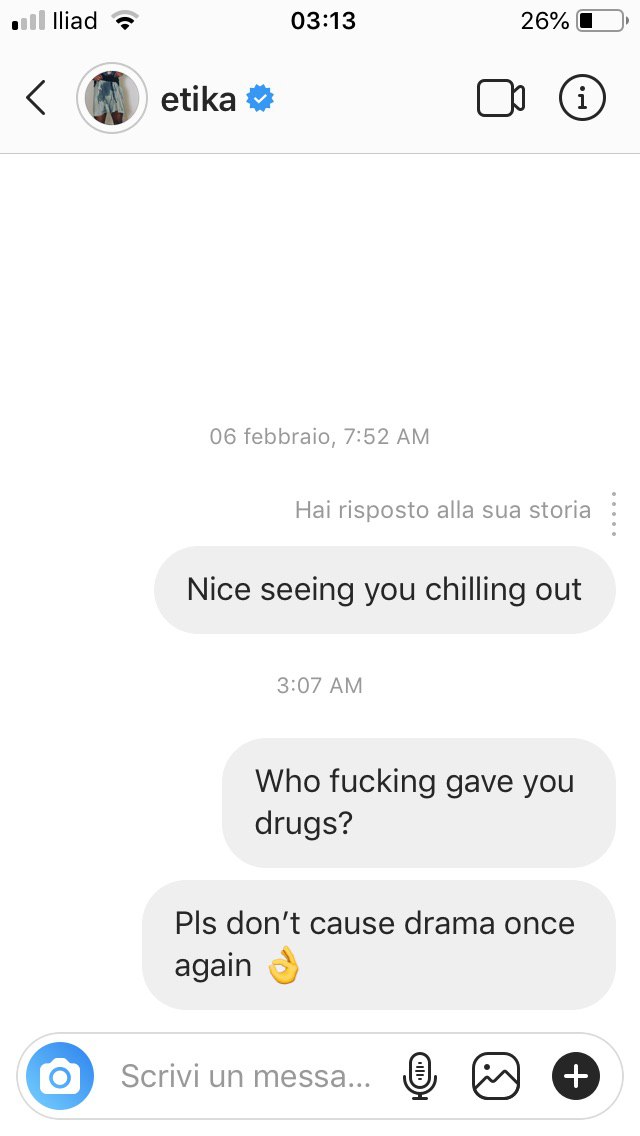 Iliad 03:13 26%
etika
06 febbraio, 7:52 AM
Hai risposto alla sua storia
Nice seeing you chilling out
3:07 AM
Who fucking gave you
drugs?
Pls don’t cause drama once
again 👌
Scrivi un messa...